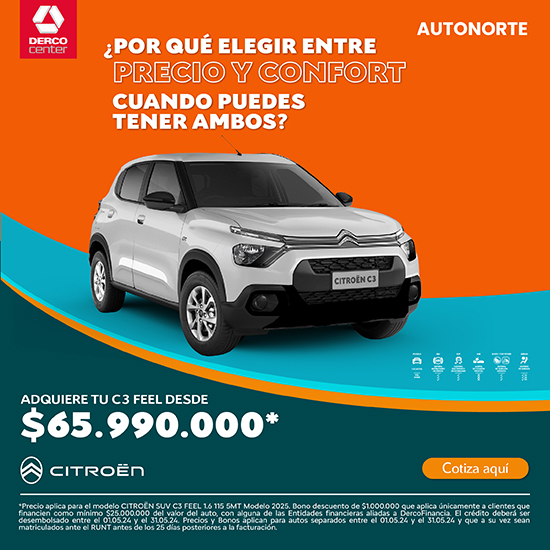 DERCO
center
AUTONORTE
¿POR QUÉ ELEGIR ENTRE
PRECIO Y CONFORT
CUANDO PUEDES
TENER AMBOS?
CITROËN C3
ADQUIERE TU C3 FEEL DESDE
$65.990.000*
CITROËN
Cotiza aquí
*Precio aplica para el modelo CITROËN SUV C3 FEEL 1.6 115 5MT Modelo 2025. Bono descuento de $1.000.000 que aplica únicamente a clientes que
financien como mínimo $25.000.000 del valor del auto, con alguna de las Entidades financieras aliadas a DercoFinancia. El crédito deberá ser
desembolsado entre el 01.05.24 y el 31.05.24. Precios y Bonos aplican para autos separados entre el 01.05.24 y el 31.05.24 y que a su vez sean
matriculados ante el RUNT antes de los 25 días posteriores a la facturación.